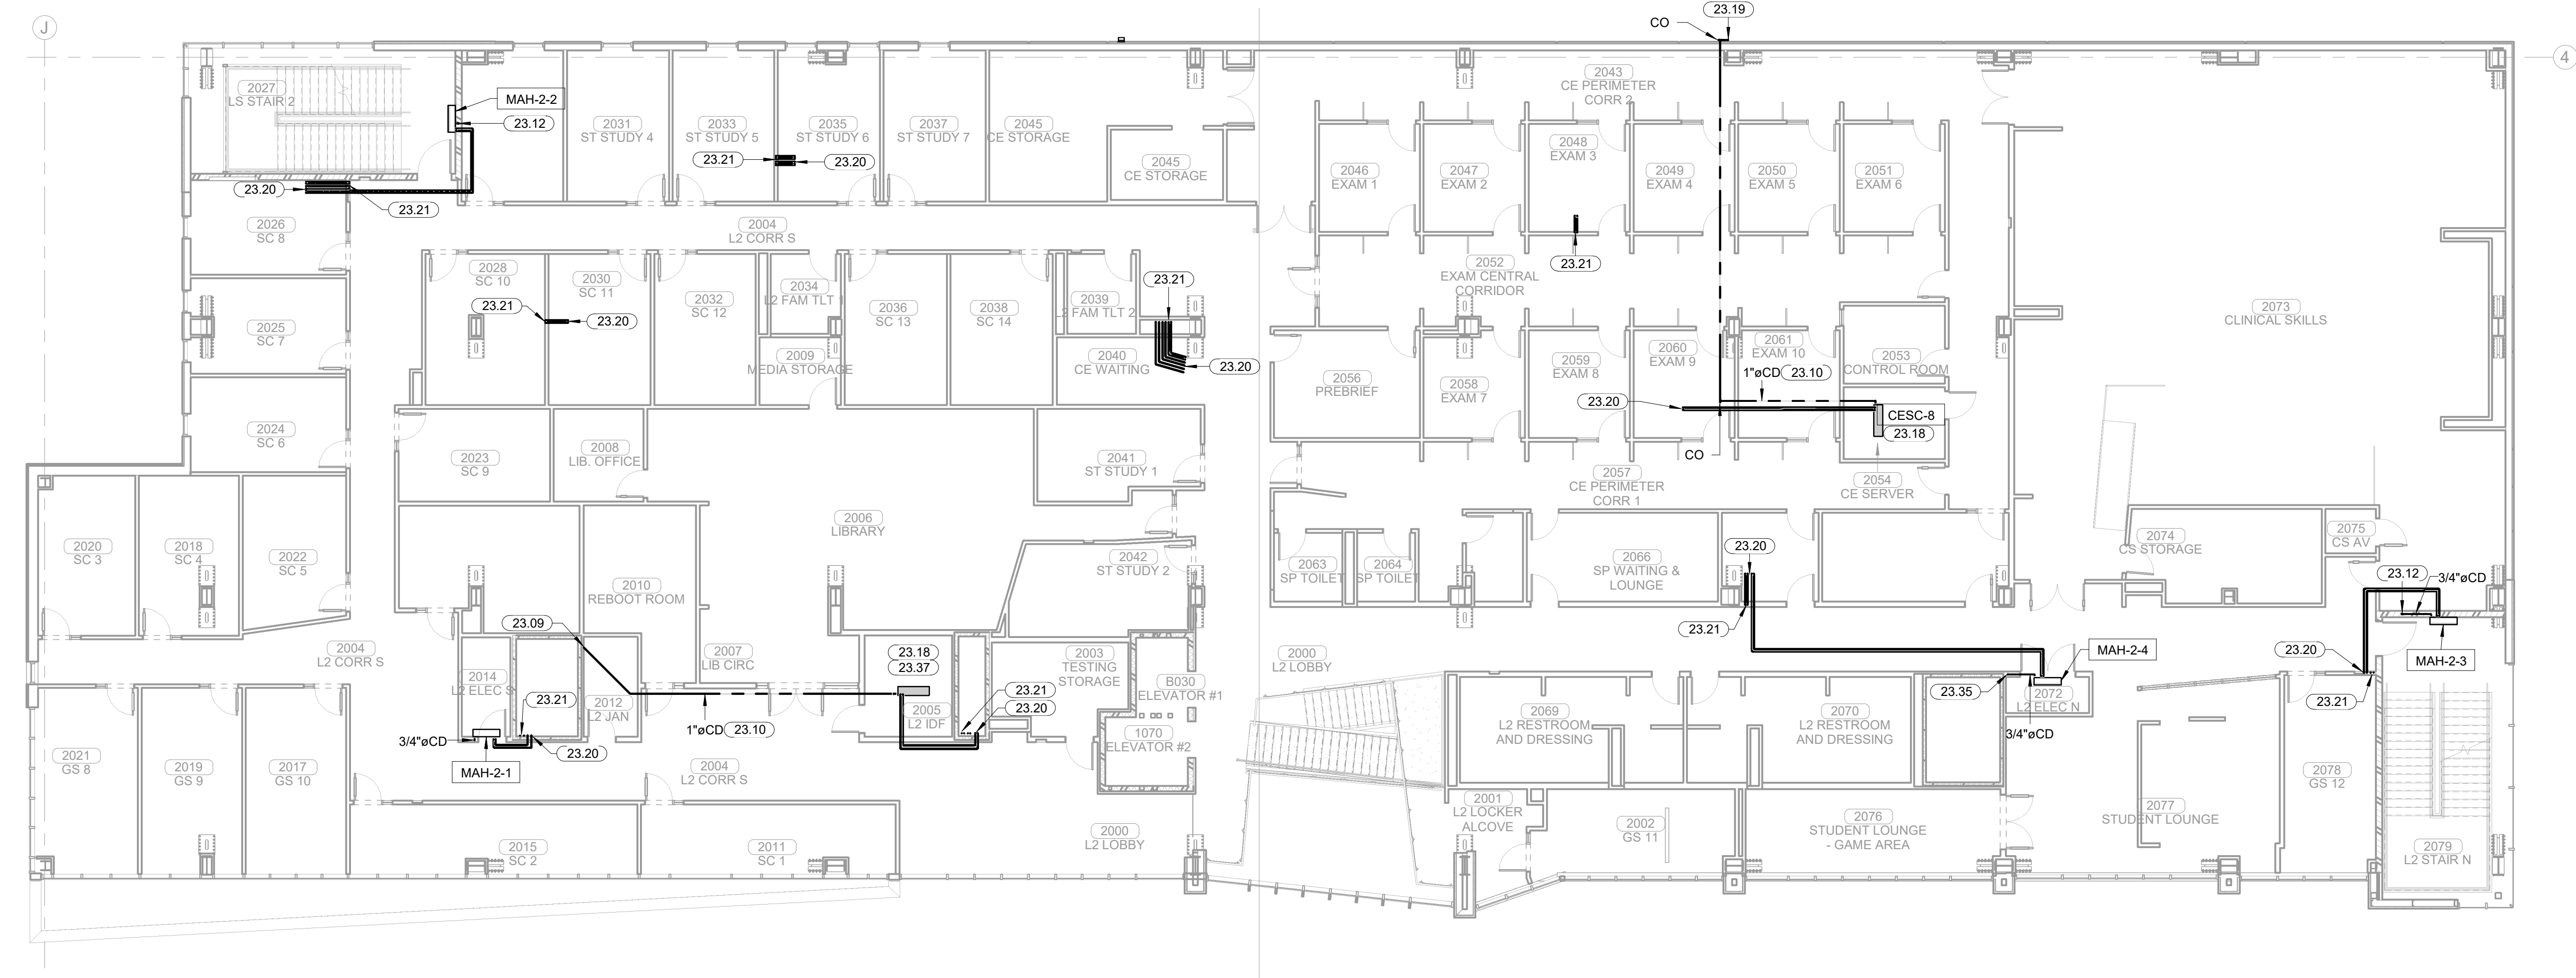 23.19
CO
J
4
2027
LS STAIR 2
MAH-2-2
23.12
2031
ST STUDY 4
2033
ST STUDY 5
2035
ST STUDY 6
2037
ST STUDY 7
2045
CE STORAGE
2045
CE STORAGE
23.21
23.20
23.20
23.21
2043
CE PERIMETER
CORR 2
2046
EXAM 1
2047
EXAM 2
2048
EXAM 3
2049
EXAM 4
2050
EXAM 5
2051
EXAM 6
23.21
2026
SC 8
2004
L2 CORR S
2028
SC 10
2030
SC 11
2032
SC 12
2034
L2 FAM TLT 1
2036
SC 13
2038
SC 14
2039
L2 FAM TLT 2
23.21
23.21
23.20
2052
EXAM CENTRAL
CORRIDOR
2073
CLINICAL SKILLS
2025
SC 7
2009
MEDIA STORAGE
2040
CE WAITING
23.20
2056
PREBRIEF
2058
EXAM 7
2059
EXAM 8
2060
EXAM 9
2061
EXAM 10
1"øCD
23.10
2053
CONTROL ROOM
23.20
CESC-8
23.18
CO
2024
SC 6
2023
SC 9
2008
LIB. OFFICE
2041
ST STUDY 1
2057
CE PERIMETER
CORR 1
2054
CE SERVER
2020
SC 3
2018
SC 4
2022
SC 5
2006
LIBRARY
2010
REBOOT ROOM
2042
ST STUDY 2
2063
SP TOILET
2064
SP TOILET
2066
SP WAITING &
LOUNGE
23.20
23.21
2074
CS STORAGE
2075
CS AV
23.12
3/4"øCD
23.09
2004
L2 CORR S
2014
L2 ELEC S
2012
L2 JAN
2007
LIB CIRC
23.18
23.37
2005
L2 IDF
2003
TESTING
STORAGE
B030
ELEVATOR #1
2000
L2 LOBBY
MAH-2-4
23.20
MAH-2-3
23.21
23.21
23.20
23.21
23.35
2072
L2 ELEC N
3/4"øCD
3/4"øCD
MAH-2-1
23.20
1"øCD
23.10
1070
ELEVATOR #2
2069
L2 RESTROOM
AND DRESSING
2070
L2 RESTROOM
AND DRESSING
2021
GS 8
2019
GS 9
2017
GS 10
2004
L2 CORR S
2078
GS 12
2015
SC 2
2011
SC 1
2000
L2 LOBBY
2001
L2 LOCKER
ALCOVE
2002
GS 11
2076
STUDENT LOUNGE
- GAME AREA
2077
STUDENT LOUNGE
2079
L2 STAIR N